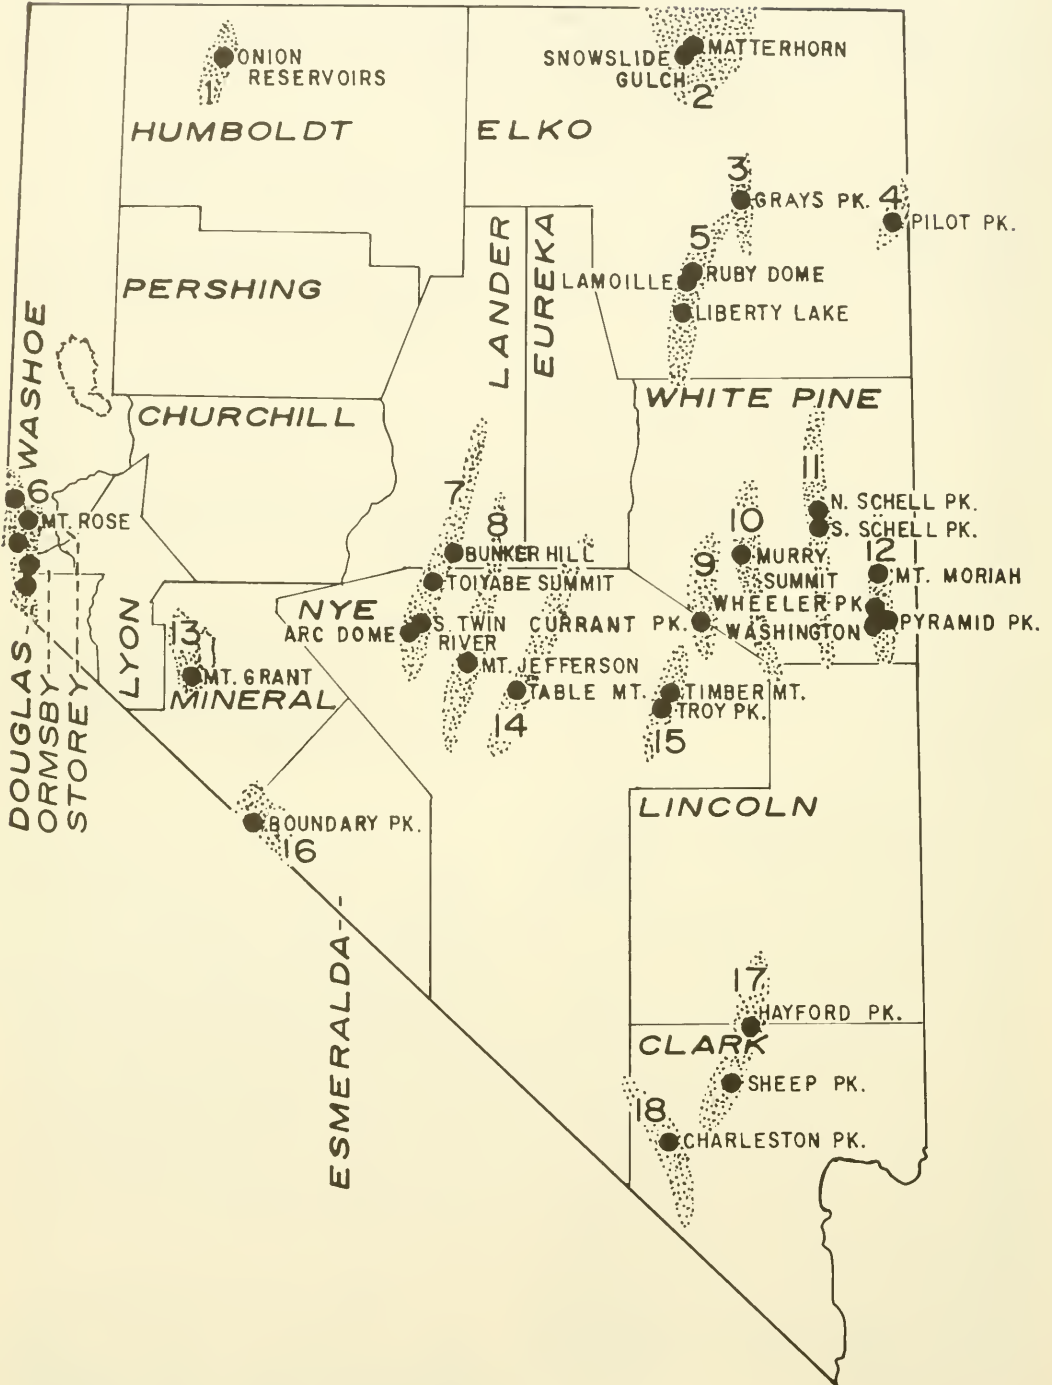 ONION
RESERVOIRS
1
HUMBOLDT
SNOWSLIDE
GULCH
MATTERHORN
2
ELKO
3
GRAYS PK.
4
PILOT PK.
5
LAMOILLE
RUBY DOME
LIBERTY LAKE
LANDER
EUREKA
PERSHING
WASHOE
CHURCHILL
WHITE PINE
6
MT. ROSE
7
8
BUNKER HILL
TOIYABE SUMMIT
11
N. SCHELL PK.
S. SCHELL PK.
10
MURRY
SUMMIT
12
MT. MORIAH
9
WHEELER PK
WASHINGTON
PYRAMID PK.
CURRANT PK.
NYE
ARC DOME
S. TWIN
RIVER
MT. JEFFERSON
TABLE MT.
14
TIMBER MT.
TROY PK.
15
LYON
13
MT. GRANT
MINERAL
DOUGLAS
ORMSBY
STOREY
BOUNDARY PK.
16
LINCOLN
ESMERALDA
17
HAYFORD PK.
CLARK
SHEEP PK.
18
CHARLESTON PK.